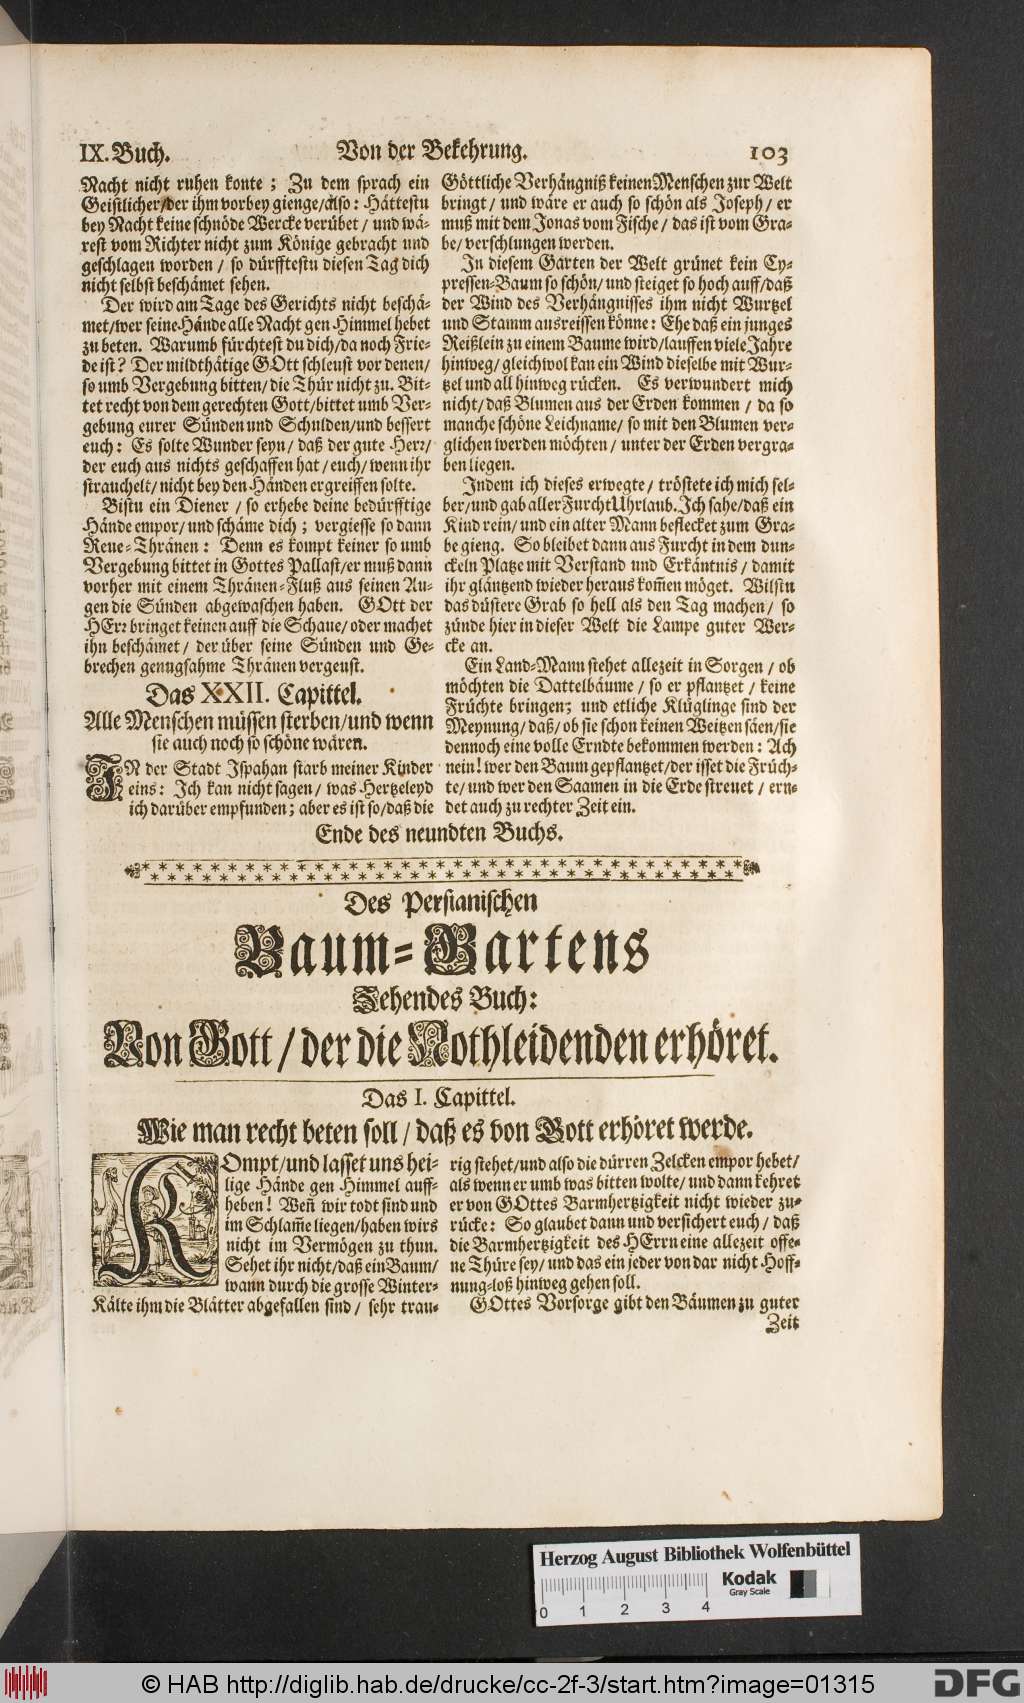 IX. Buch. Von der Bekehrung. 103
Nacht nicht ruhen konte ; Zu dem sprach ein
Geistlicher/der ihm vorbey gienge/also: Hättestu
bey Nacht keine schnöde Wercke verübet / und wä-
rest vom Richter nicht zum Könige gebracht und
geschlagen worden / so dürfftestu diesen Tag dich
nicht selbst beschämet sehen.
Der wird am Tage des Gerichts nicht beschä-
met/wer seine Hände alle Nacht gen Himmel hebet
zu beten. Warumb fürchtest du dich/da noch Frie-
de ist? Der mildthätige GOtt schleust vor denen/
so umb Vergebung bitten/die Thür nicht zu. Bit-
tet recht von dem gerechten Gott/bittet umb Ver-
gebung eurer Sünden und Schulden/und bessert
euch: Es solte Wunder seyn/ daß der gute Herz/
der euch aus nichts geschaffen hat/euch/wenn ihr
strauchelt/nicht bey den Händen ergreiffen solte.
Bistu ein Diener / so erhebe deine bedürfftige
Hände empor/und schäme dich ; vergiesse so dann
Reue-Thränen: Denn es kompt keiner so umb
Vergebung bittet in Gottes Pallast/er muß dann
vorher mit einem Thränen-Fluß aus seinen Au-
gen die Sünden abgewaschen haben. GOtt der
HErꝛ bringet keinen auff die Schaue/oder machet
ihn beschämet / der über seine Sünden und Ge-
brechen genugsahme Thränen vergeust.
Das XXII. Capittel.
Alle Menschen müssen sterben/und wenn
sie auch noch so schöne wären.
IN der Stadt Ispahan starb meiner Kinder
eins: Ich kan nicht sagen/ was Hertzeleyd
ich darüber empfunden; aber es ist so/daß die
Göttliche Verhängniß keinen Menschen zur Welt
bringt/ und wäre er auch so schön als Joseph/ er
muß mit dem Jonas vom Fische / das ist vom Gra-
be/verschlungen werden.
In diesem Garten der Welt grünet kein Cy-
pressen-Baum so schön/und steiget so hoch auff/daß
der Wind des Verhängnisses ihm nicht Wurtzel
und Stamm ausreissen könne: Ehe daß ein junges
Reißlein zu einem Baume wird/lauffen viele Jahre
hinweg/gleichwol kan ein Wind dieselbe mit Wur-
tzel und all hinweg rücken. Es verwundert mich
nicht/daß Blumen aus der Erden kommen / da so
manche schöne Leichname/so mit den Blumen ver-
glichen werden möchten / unter der Erden vergra-
ben liegen.
Indem ich dieses erwegte/ tröstete ich mich sel-
ber/und gab aller Furcht Uhrlaub. Ich sahe/daß ein
Kind rein/und ein alter Mann beflecket zum Gra-
be gieng. So bleibet dann aus Furcht in dem dun-
ckeln Platze mit Verstand und Erkäntnis / damit
ihr gläntzend wieder heraus kom̃en möget. Wilstu
das düstere Grab so hell als den Tag machen/ so
zünde hier in dieser Welt die Lampe guter Wer-
cke an.
Ein Land-Mann stehet allezeit in Sorgen / ob
möchten die Dattelbäume / so er pflantzet / keine
Früchte bringen; und etliche Klüglinge sind der
Meynung/daß/ob sie schon keinen Weitzen säen/sie
dennoch eine volle Erndte bekommen werden: Ach
nein! wer den Baum gepflantzet/der isset die Früch-
te/und wer den Saamen in die Erde streuet / ern-
det auch zu rechter Zeit ein.
Ende des neundten Buchs.
Des Persianischen
Baum-Gartens
Zehendes Buch:
Von Gott / der die Nothleidenden erhöret.
Das I. Capittel.
Wie man recht beten soll / daß es von Gott erhöret werde.
KOmpt/und lasset uns hei-
lige Hände gen Himmel auff-
heben! Weñ wir todt sind und
im Schlam̃e liegen/haben wirs
nicht im Vermögen zu thun.
Sehet ihr nicht/daß ein Baum/
wann durch die grosse Winter-
Kälte ihm die Blätter abgefallen sind / sehr trau-
rig stehet/und also die dürren Zelcken empor hebet/
als wenn er umb was bitten wolte/ und dann kehret
er von GOttes Barmhertzigkeit nicht wieder zu-
rücke: So glaubet dann und versichert euch / daß
die Barmhertzigkeit des HErrn eine allezeit offe-
ne Thüre sey/ und das ein jeder von dar nicht Hoff-
nung-loß hinweg gehen soll.
GOttes Vorsorge gibt den Bäumen zu guter
Zeit
Herzog August Bibliothek Wolfenbüttel
Kodak
Gray Scale
0 1 2 3 4
© HAB http://diglib.hab.de/drucke/cc-2f-3/start.htm?image=01315
DFG